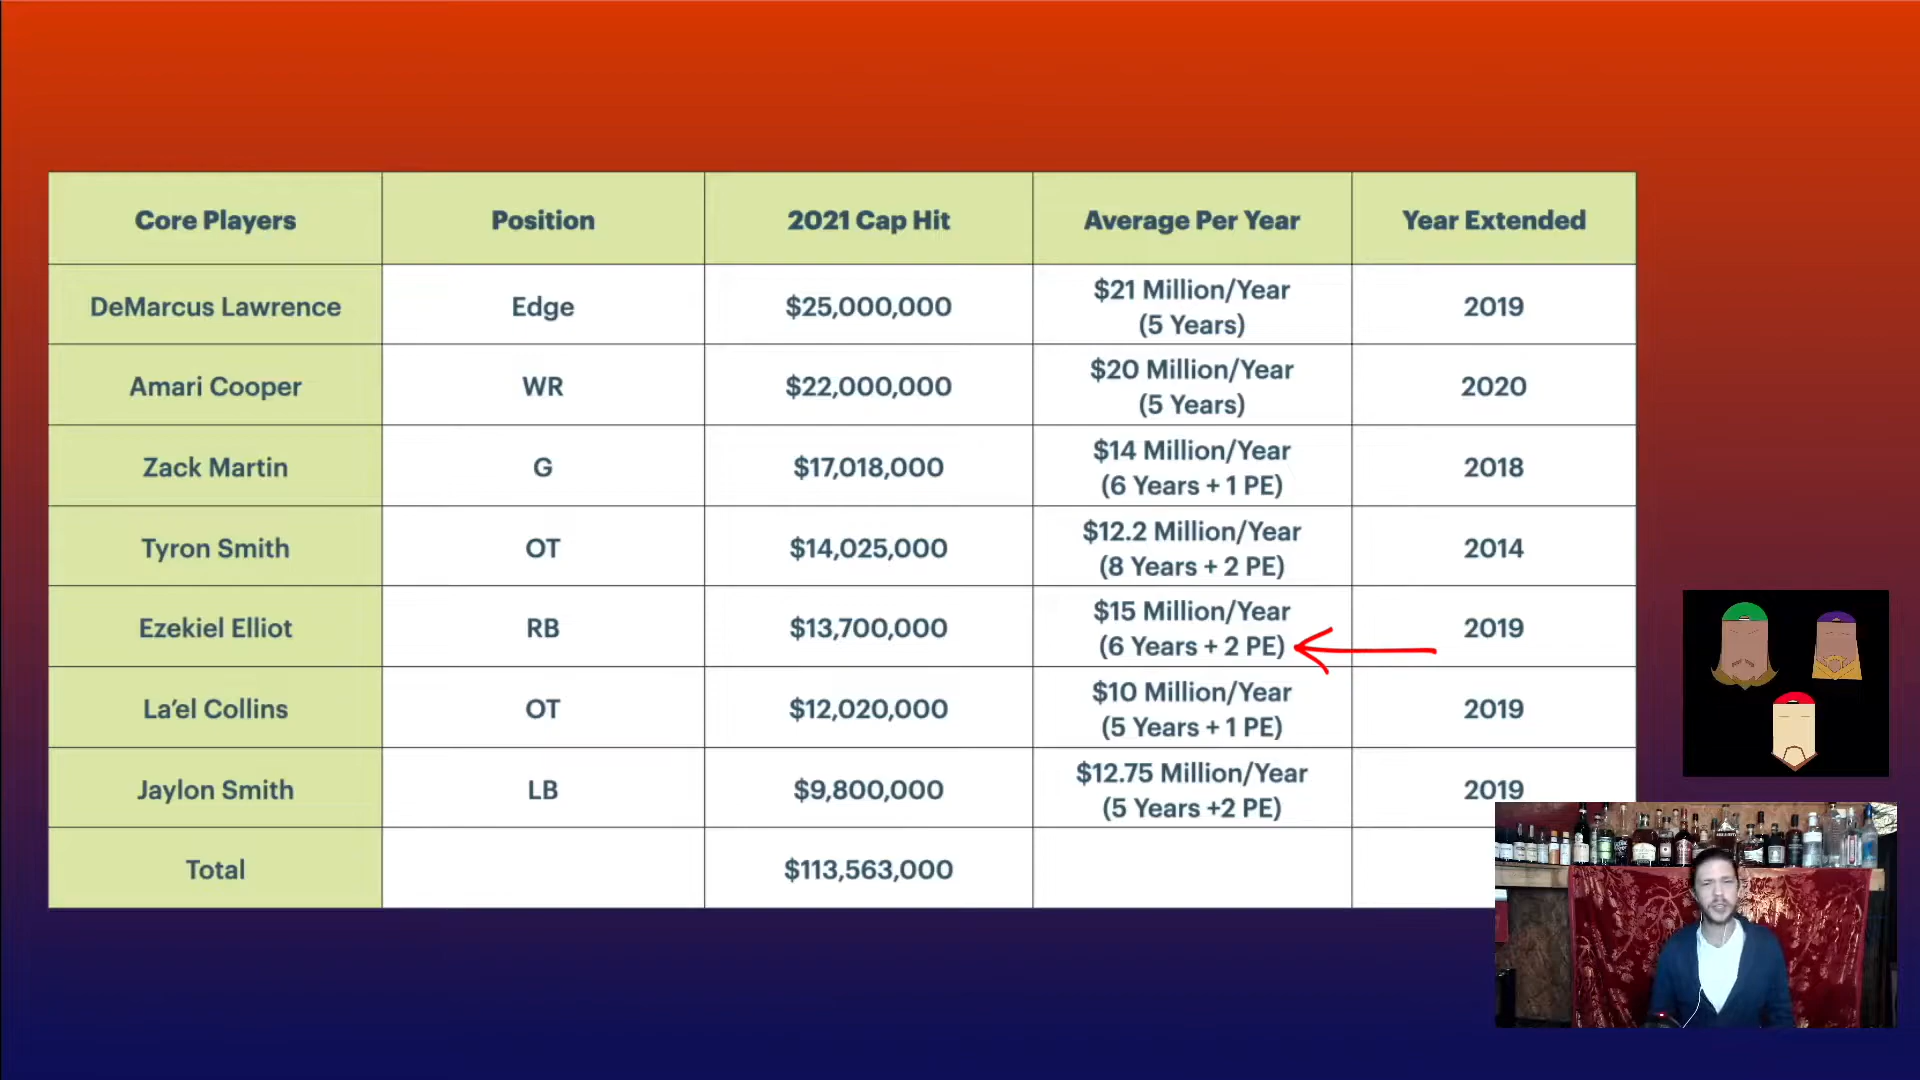 Core Players Position 2021 Cap Hit Average Per Year Year Extended
DeMarcus Lawrence Edge $25,000,000 $21 Million/Year 2019
(5 Years)
Amari Cooper WR $22,000,000 $20 Million/Year 2020
(5 Years)
Zack Martin G $17,018,000 $14 Million/Year 2018
(6 Years + 1 PE)
Tyron Smith OT $14,025,000 $12.2 Million/Year 2014
(8 Years + 2 PE)
Ezekiel Elliot RB $13,700,000 $15 Million/Year 2019
(6 Years + 2 PE)
La’el Collins OT $12,020,000 $10 Million/Year 2019
(5 Years + 1 PE)
Jaylon Smith LB $9,800,000 $12.75 Million/Year 2019
(5 Years +2 PE)
Total $113,563,000